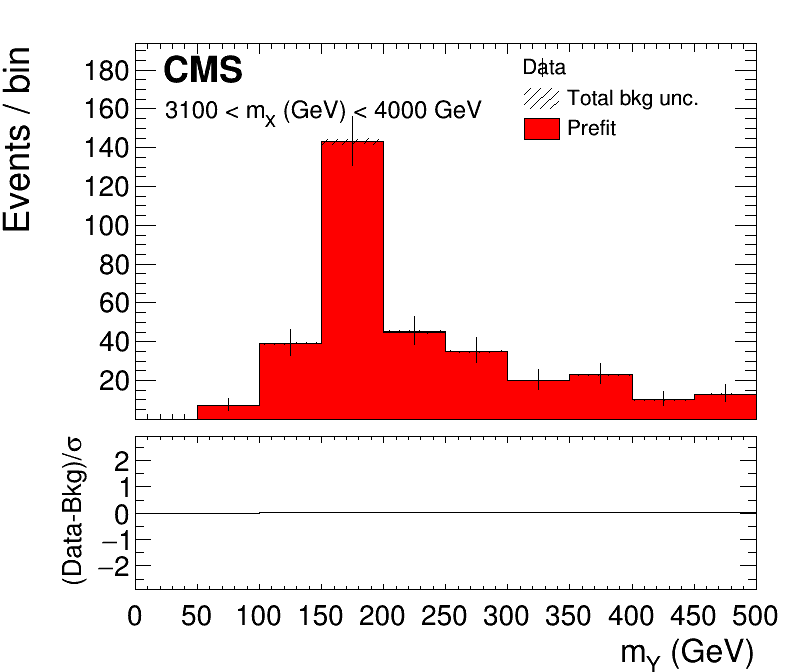 CMS
3100 < mX (GeV) < 4000 GeV
Data
Total bkg unc.
Prefit
Events / bin
180
160
140
120
100
80
60
40
20
(Data-Bkg)/σ
2
1
0
−1
−2
0 50 100 150 200 250 300 350 400 450 500
mY (GeV)